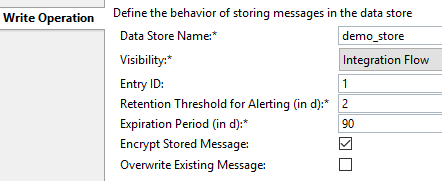 Write Operation
Define the behavior of storing messages in the data store
Data Store Name:* demo_store
Visibility:* Integration Flow
Entry ID: 1
Retention Threshold for Alerting (in d):* 2
Expiration Period (in d):* 90
Encrypt Stored Message:
Overwrite Existing Message: